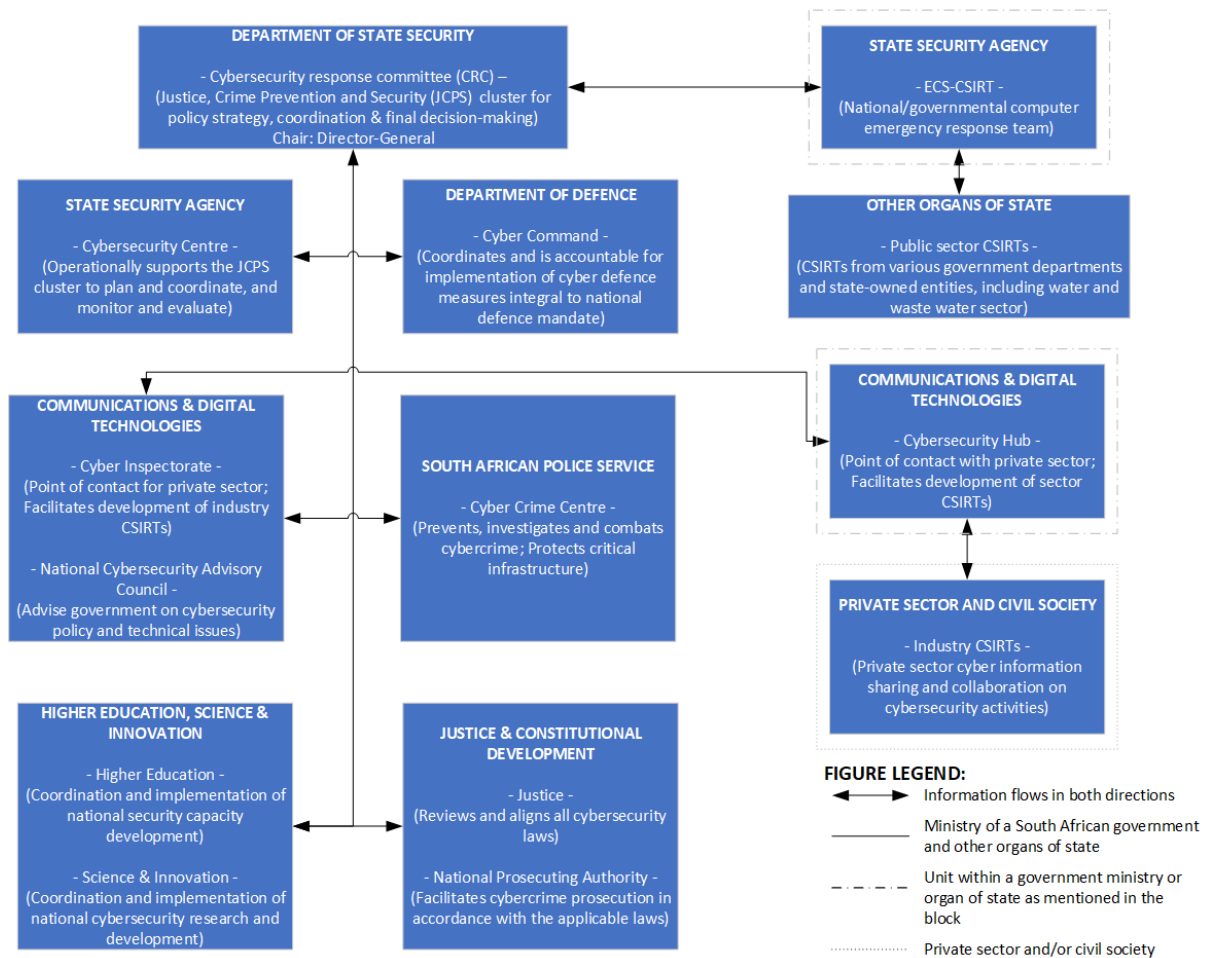 DEPARTMENT OF STATE SECURITY
- Cybersecurity response committee (CRC) –
(Justice, Crime Prevention and Security (JCPS) cluster for
policy strategy, coordination & final decision-making)
Chair: Director-General
STATE SECURITY AGENCY
- ECS-CSIRT -
(National/governmental computer
emergency response team)
STATE SECURITY AGENCY
- Cybersecurity Centre -
(Operationally supports the JCPS
cluster to plan and coordinate, and
monitor and evaluate)
DEPARTMENT OF DEFENCE
- Cyber Command -
(Coordinates and is accountable for
implementation of cyber defence
measures integral to national
defence mandate)
OTHER ORGANS OF STATE
- Public sector CSIRTs -
(CSIRTs from various government departments
and state-owned entities, including water and
waste water sector)
COMMUNICATIONS & DIGITAL
TECHNOLOGIES
- Cyber Inspectorate -
(Point of contact for private sector;
Facilitates development of industry
CSIRTs)
- National Cybersecurity Advisory
Council -
(Advise government on cybersecurity
policy and technical issues)
SOUTH AFRICAN POLICE SERVICE
- Cyber Crime Centre -
(Prevents, investigates and combats
cybercrime; Protects critical
infrastructure)
COMMUNICATIONS & DIGITAL
TECHNOLOGIES
- Cybersecurity Hub -
(Point of contact with private sector;
Facilitates development of sector
CSIRTs)
PRIVATE SECTOR AND CIVIL SOCIETY
- Industry CSIRTs -
(Private sector cyber information
sharing and collaboration on
cybersecurity activities)
HIGHER EDUCATION, SCIENCE &
INNOVATION
- Higher Education -
(Coordination and implementation of
national security capacity
development)
- Science & Innovation -
(Coordination and implementation of
national cybersecurity research and
development)
JUSTICE & CONSTITUTIONAL
DEVELOPMENT
- Justice -
(Reviews and aligns all cybersecurity
laws)
- National Prosecuting Authority -
(Facilitates cybercrime prosecution in
accordance with the applicable laws)
FIGURE LEGEND:
Information flows in both directions
Ministry of a South African government
and other organs of state
Unit within a government ministry or
organ of state as mentioned in the
block
Private sector and/or civil society